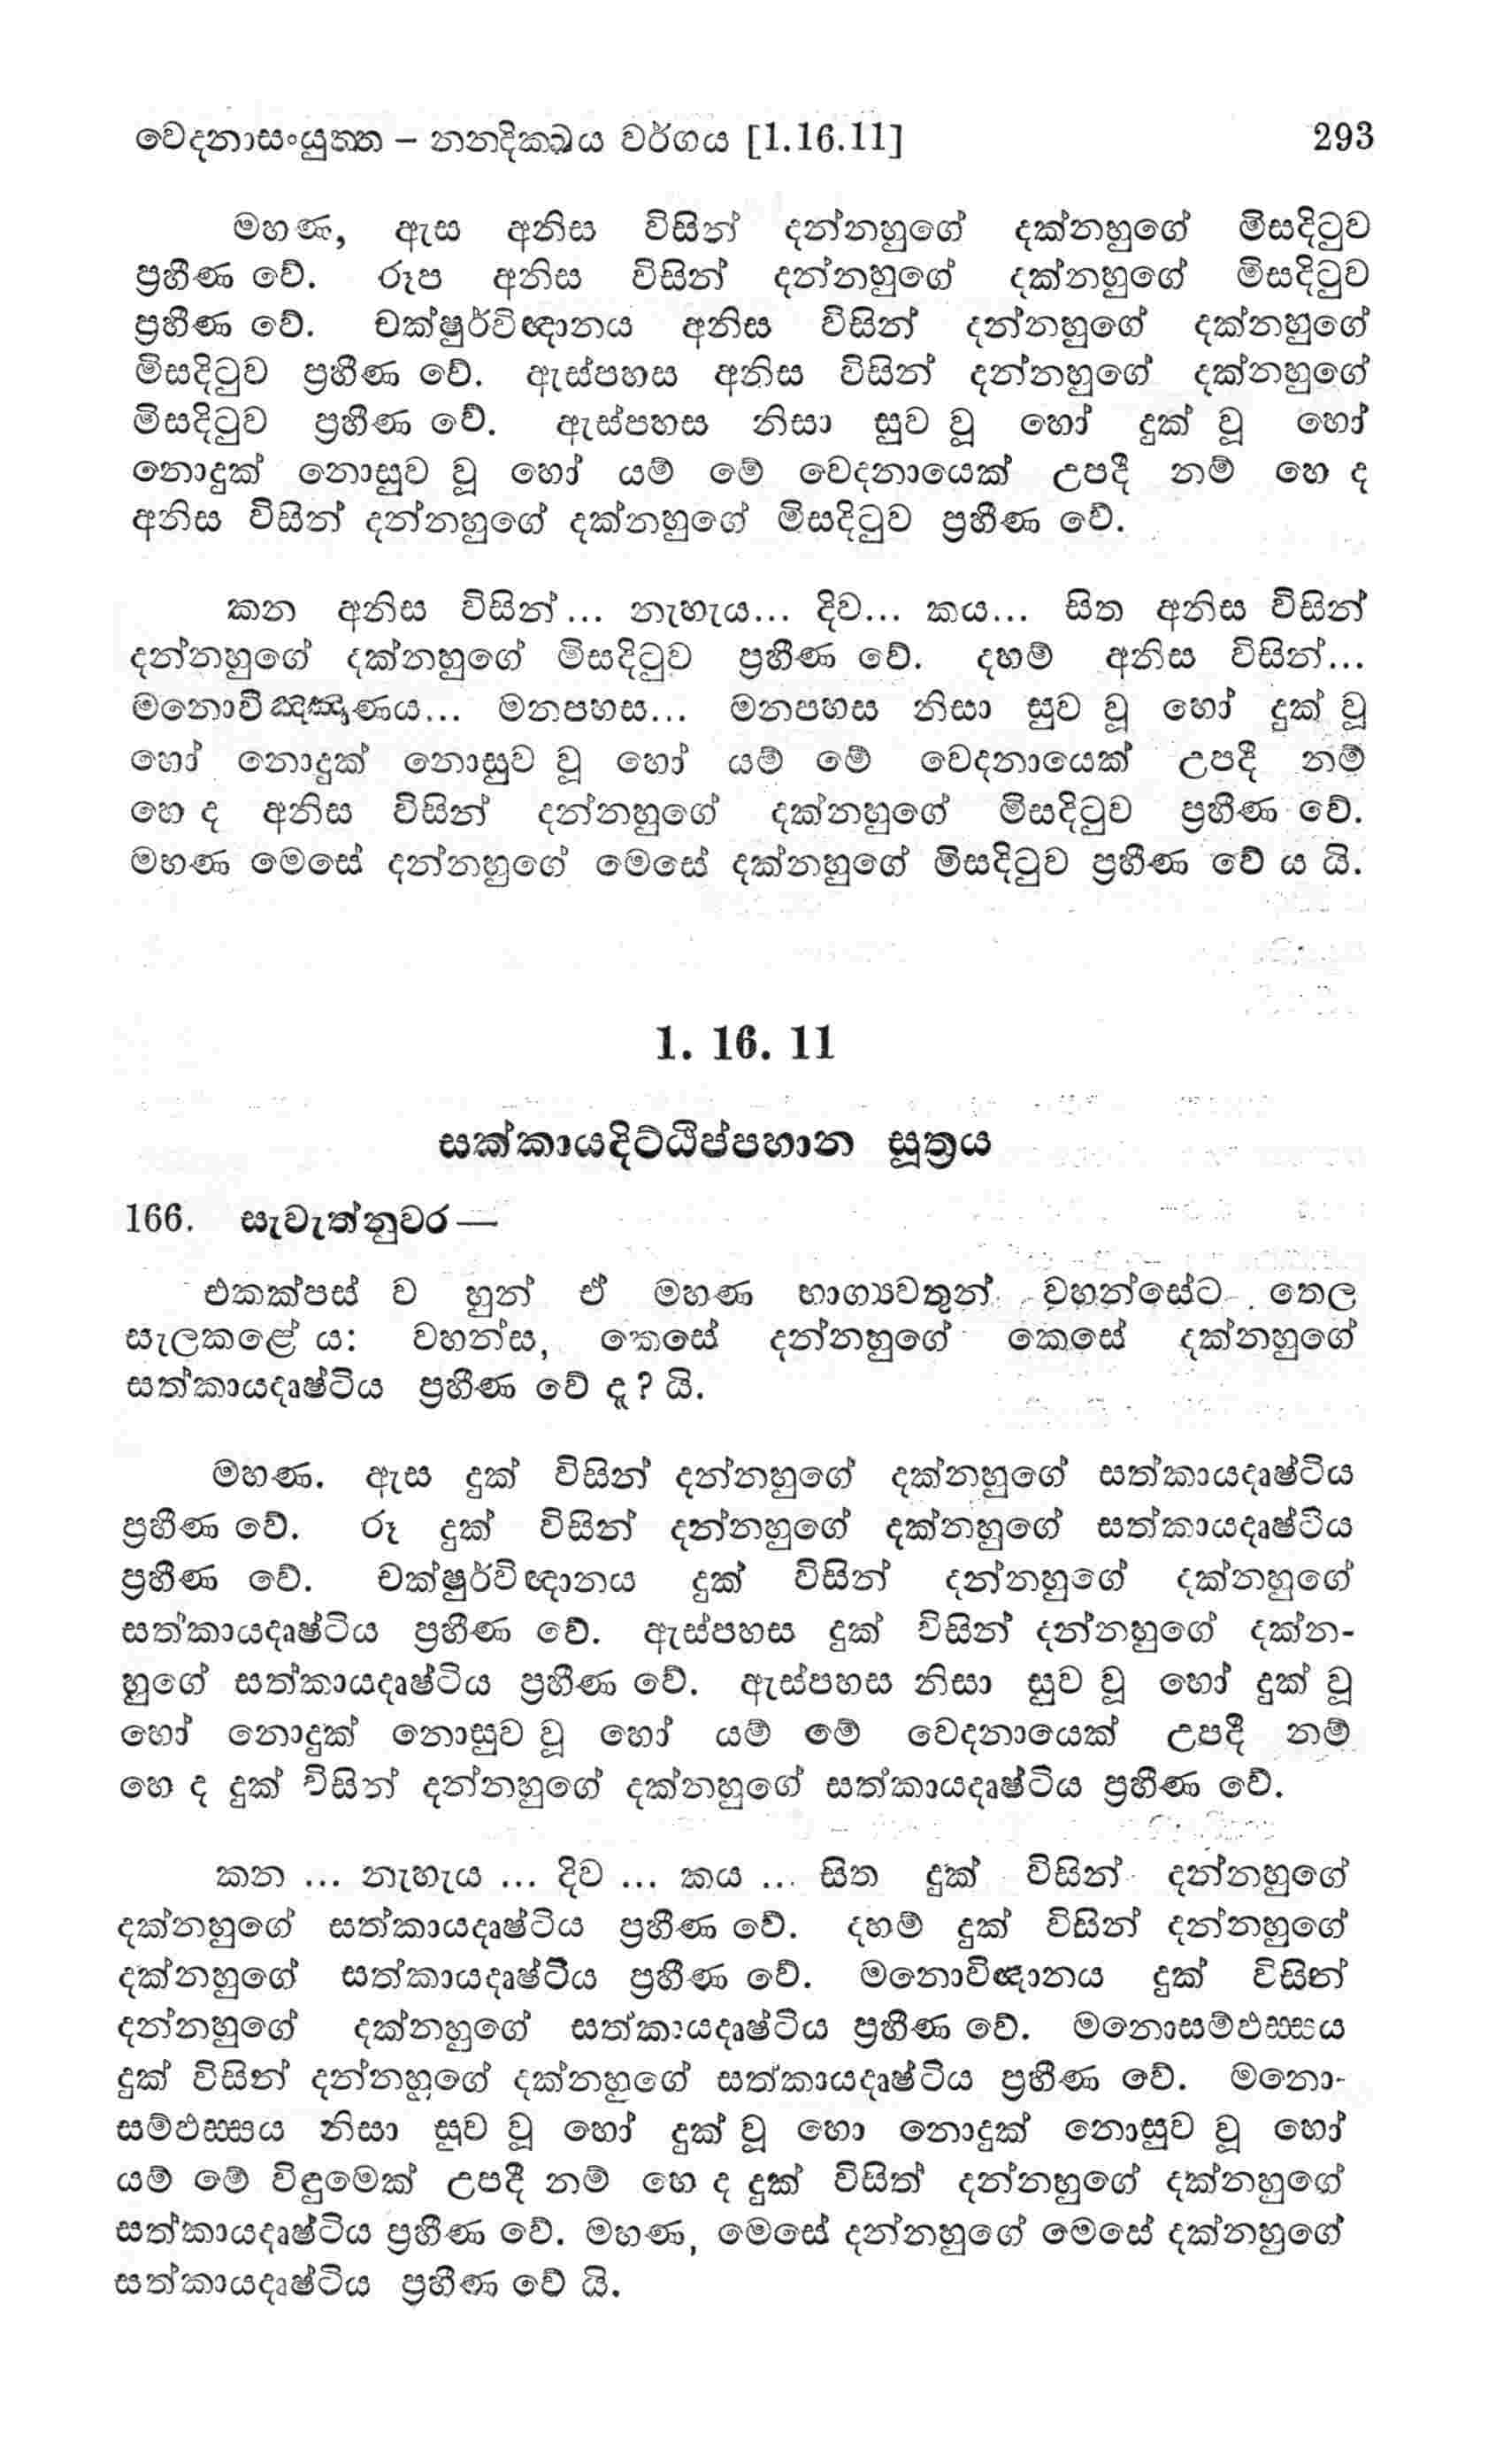 වෙදනාසංයුත්ත – නන්දික්ඛය වර්ගය [1.16.11] 293
මහණ, ඇස අනිස විසින් දන්නහුගේ දක්නහුගේ මිසදිටුව
ප්‍රහීණ වේ. රූප අනිස විසින් දන්නහුගේ දක්නහුගේ මිසදිටුව
ප්‍රහීණ වේ. චක්ෂුර්විඥානය අනිස විසින් දන්නහුගේ දක්නහුගේ
මිසදිටුව ප්‍රහීණ වේ. ඇස්පහස අනිස විසින් දන්නහුගේ දක්නහුගේ
මිසදිටුව ප්‍රහීණ වේ. ඇස්පහස නිසා සුව වූ හෝ දුක් වූ හෝ
නොදුක් නොසුව වූ හෝ යම් මේ වෙදනායෙක් උපදී නම් හෙ ද
අනිස විසින් දන්නහුගේ දක්නහුගේ මිසදිටුව ප්‍රහීණ වේ.
කන අනිස විසින්... නැහැය... දිව... කය... සිත අනිස විසින්
දන්නහුගේ දක්නහුගේ මිසදිටුව ප්‍රහීණ වේ. දහම් අනිස විසින්...
මනොවිඤ්ඤාණය... මනපහස... මනපහස නිසා සුව වූ හෝ දුක් වූ
හෝ නොදුක් නොසුව වූ හෝ යම් මේ වෙදනායෙක් උපදී නම්
හෙ ද අනිස විසින් දන්නහුගේ දක්නහුගේ මිසදිටුව ප්‍රහීණ වේ.
මහණ මෙසේ දන්නහුගේ මෙසේ දක්නහුගේ මිසදිටුව ප්‍රහීණ වේ ය යි.
1. 16. 11
සක්කායදිට්ඨිප්පහාන සූත්‍රය
166. සැවැත්නුවර —
එකක්පස් ව හුන් ඒ මහණ භාග්‍යවතුන් වහන්සේට තෙල
සැලකළේ ය: වහන්ස, කෙසේ දන්නහුගේ කෙසේ දක්නහුගේ
සත්කායදෘෂ්ටිය ප්‍රහීණ වේ දැ? යි.
මහණ. ඇස දුක් විසින් දන්නහුගේ දක්නහුගේ සත්කායදෘෂ්ටිය
ප්‍රහීණ වේ. රූ දුක් විසින් දන්නහුගේ දක්නහුගේ සත්කායදෘෂ්ටිය
ප්‍රහීණ වේ. චක්ෂුර්විඥානය දුක් විසින් දන්නහුගේ දක්නහුගේ
සත්කායදෘෂ්ටිය ප්‍රහීණ වේ. ඇස්පහස දුක් විසින් දන්නහුගේ දක්න-
හුගේ සත්කායදෘෂ්ටිය ප්‍රහීණ වේ. ඇස්පහස නිසා සුව වූ හෝ දුක් වූ
හෝ නොදුක් නොසුව වූ හෝ යම් මේ වෙදනායෙක් උපදී නම්
හෙ ද දුක් විසින් දන්නහුගේ දක්නහුගේ සත්කායදෘෂ්ටිය ප්‍රහීණ වේ.
කන ... නැහැය ... දිව ... කය ... සිත දුක් විසින් දන්නහුගේ
දක්නහුගේ සත්කායදෘෂ්ටිය ප්‍රහීණ වේ. දහම් දුක් විසින් දන්නහුගේ
දක්නහුගේ සත්කායදෘෂ්ටිය ප්‍රහීණ වේ. මනොවිඥානය දුක් විසින්
දන්නහුගේ දක්නහුගේ සත්කායදෘෂ්ටිය ප්‍රහීණ වේ. මනොසම්ඵස්සය
දුක් විසින් දන්නහුගේ දක්නහුගේ සත්කායදෘෂ්ටිය ප්‍රහීණ වේ. මනො-
සම්ඵස්සය නිසා සුව වූ හෝ දුක් වූ හො නොදුක් නොසුව වූ හෝ
යම් මේ විඳුමෙක් උපදී නම් හෙ ද දුක් විසිත් දන්නහුගේ දක්නහුගේ
සත්කායදෘෂ්ටිය ප්‍රහීණ වේ. මහණ, මෙසේ දන්නහුගේ මෙසේ දක්නහුගේ
සත්කායදෘෂ්ටිය ප්‍රහීණ වේ යි.